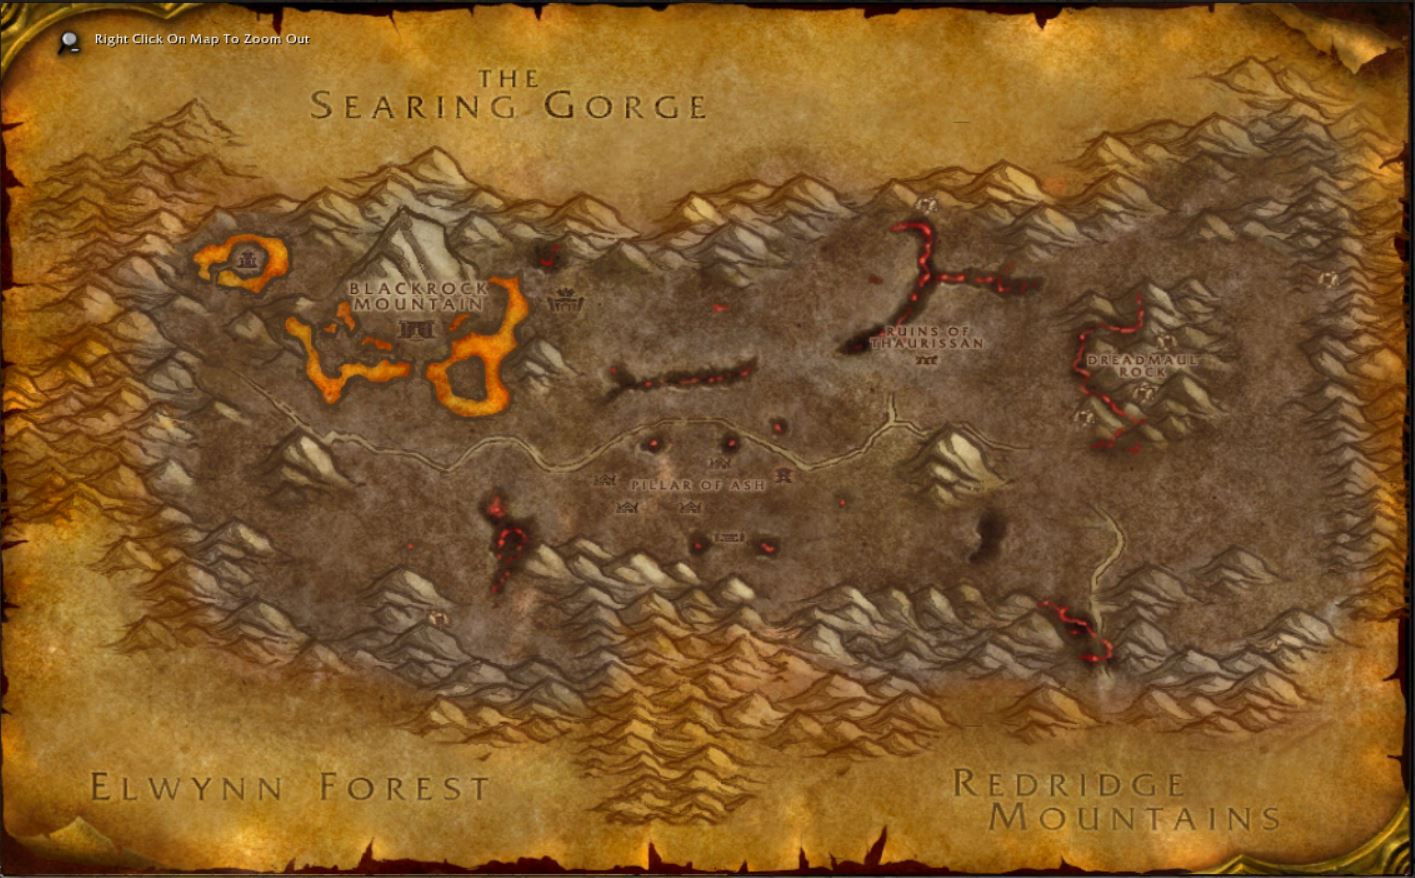 Right Click On Map To Zoom Out
THE
SEARING GORGE
BLACKROCK
MOUNTAIN
RUINS OF
THAURISSAN
DREADMAUL
ROCK
PILLAR OF ASH
ELWYNN FOREST
REDRIDGE
MOUNTAINS